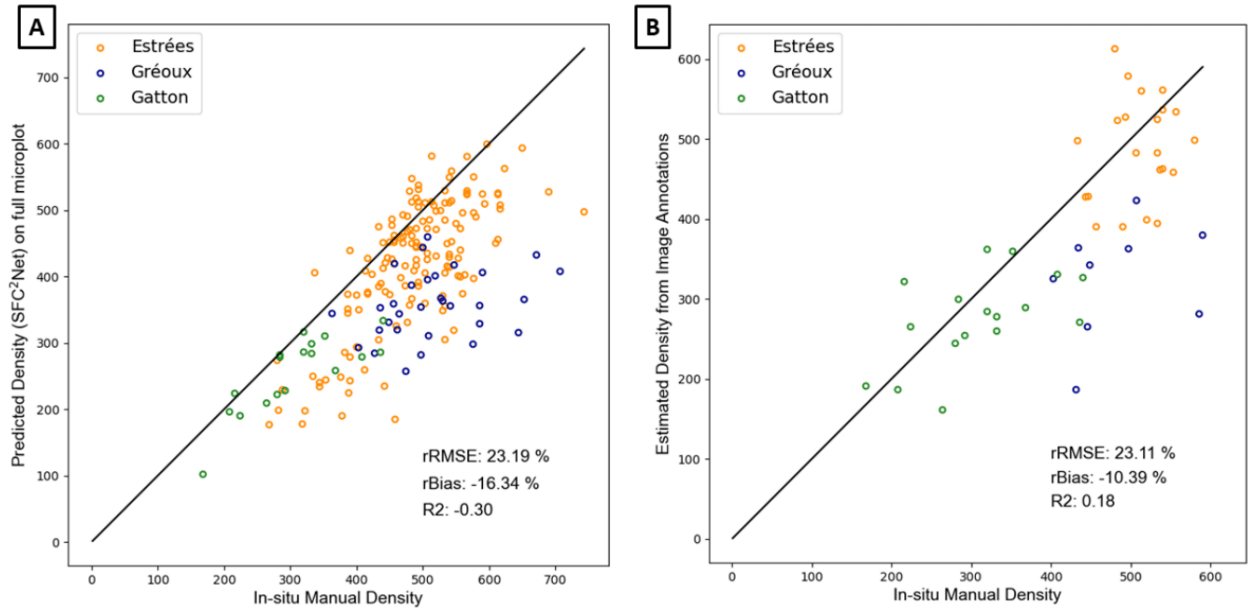 A
Estrées
Gréoux
Gatton
Predicted Density (SFC²Net) on full microplot
700
600
500
400
300
200
100
0
rRMSE: 23.19 %
rBias: -16.34 %
R2: -0.30
0 100 200 300 400 500 600 700
In-situ Manual Density
B
Estrées
Gréoux
Gatton
Estimated Density from Image Annotations
600
500
400
300
200
100
0
rRMSE: 23.11 %
rBias: -10.39 %
R2: 0.18
0 100 200 300 400 500 600
In-situ Manual Density